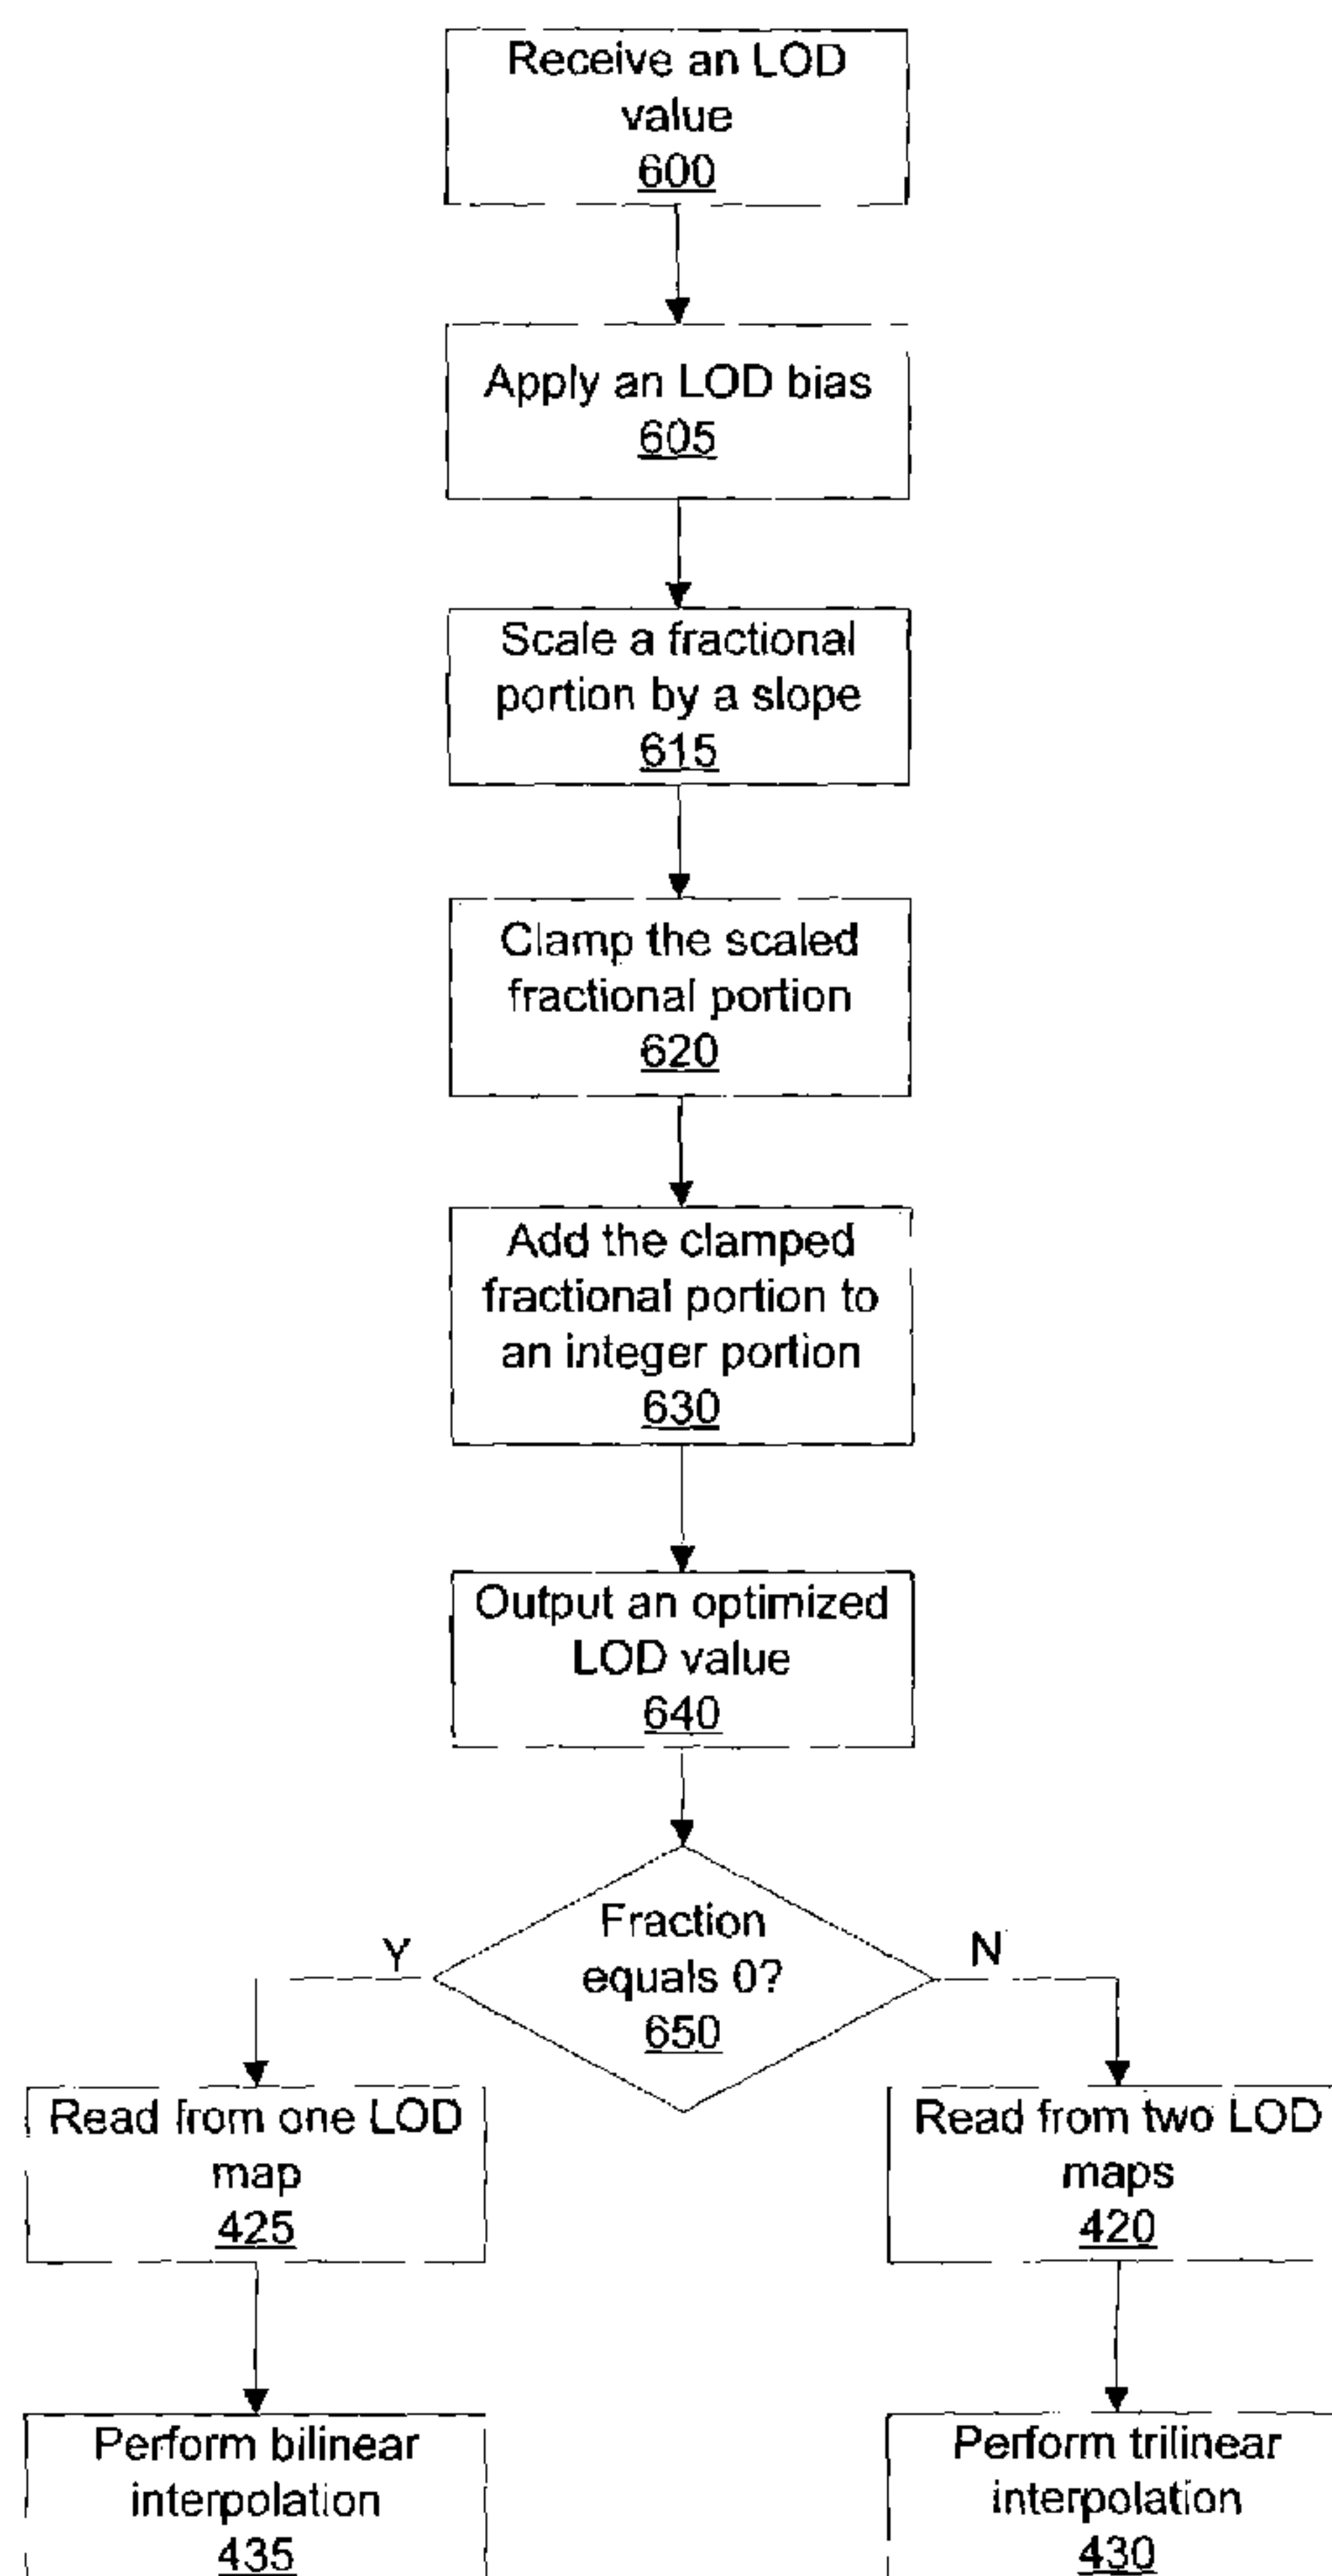 Receive an LOD
value
600
Apply an LOD bias
605
Scale a fractional
portion by a slope
615
Clamp the scaled
fractional portion
620
Add the clamped
fractional portion to
an integer portion
630
Output an optimized
LOD value
640
Fraction
equals 0?
650
Y
N
Read from one LOD
map
425
Read from two LOD
maps
420
Perform bilinear
interpolation
435
Perform trilinear
interpolation
430